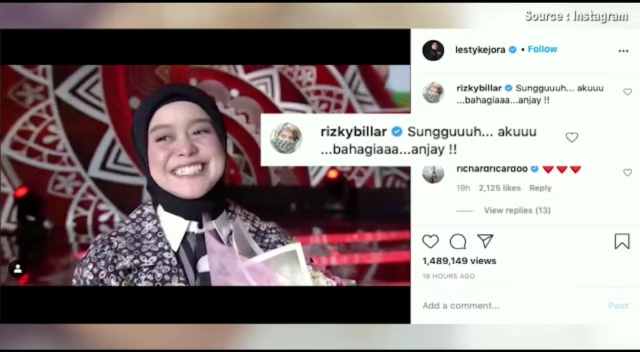 Source : Instagram
lestykejora • Follow
...
rizkybillar Sungguuuh... akuuu
...bahagiaaa...anjay !!
rizkybillar Sungguuuh... akuuu
...bahagiaaa...anjay !!
richardricardoo ❤️❤️❤️
19h 2,125 likes Reply
View replies (13)
1,489,149 views
19 HOURS AGO
Add a comment...
Post